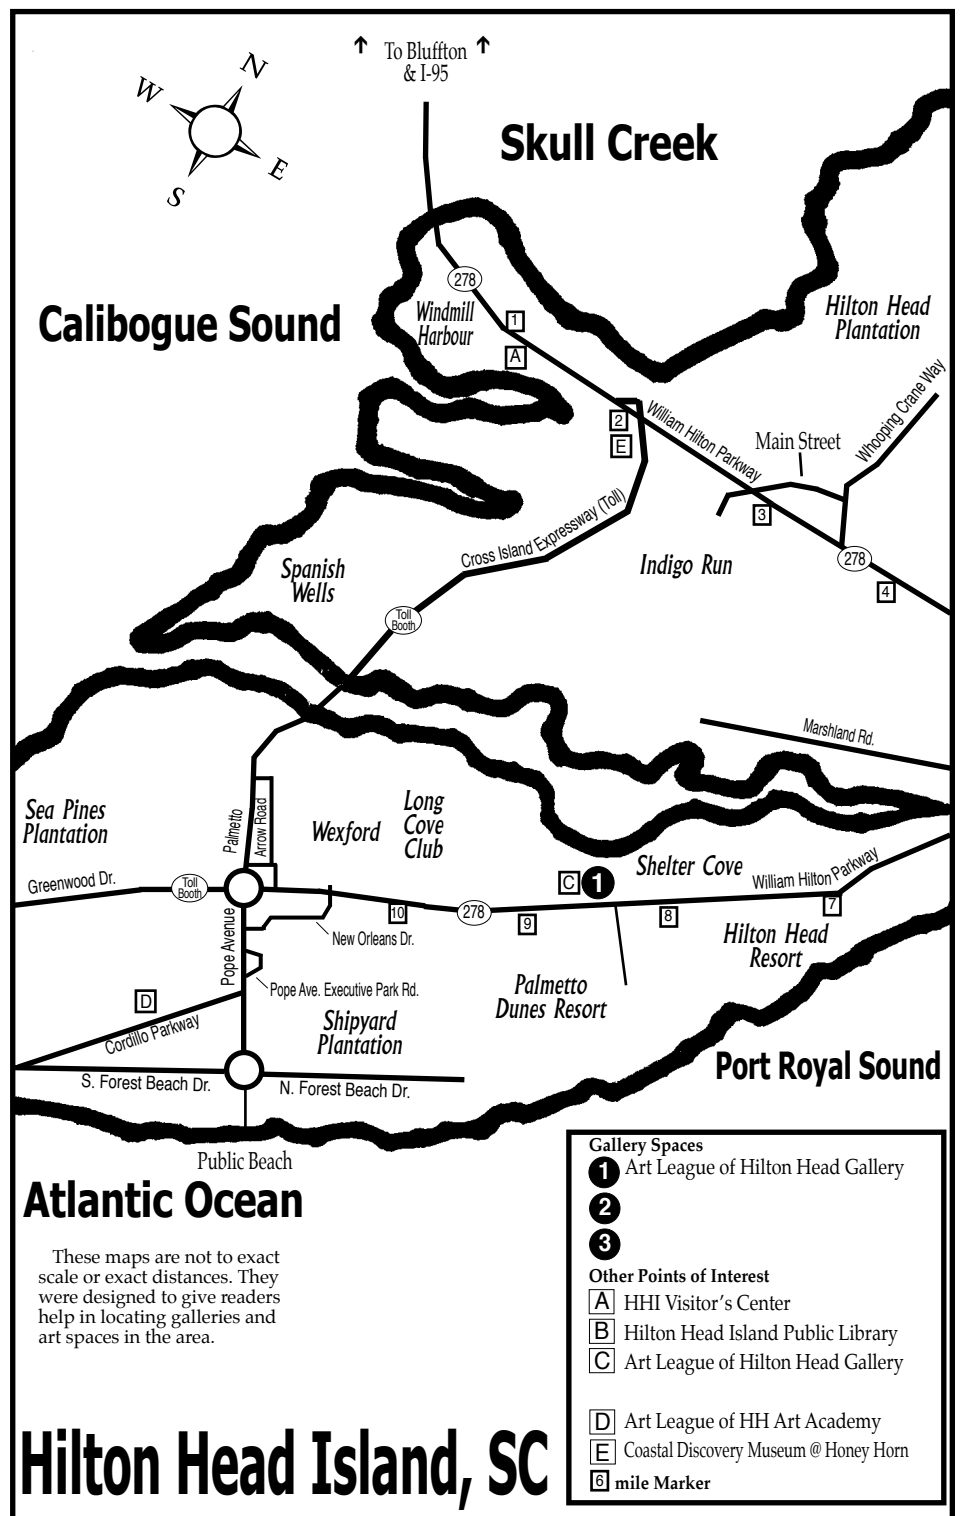 To Bluffton
& I-95
N
W
E
S
Skull Creek
Calibogue Sound
278
Windmill
Harbour
1
A
Hilton Head
Plantation
2
E
William Hilton Parkway
Main Street
Whooping Crane Way
3
Cross Island Expressway (Toll)
Indigo Run
278
4
Spanish
Wells
Toll
Booth
Marshland Rd.
Sea Pines
Plantation
Palmetto
Arrow Road
Wexford
Long
Cove
Club
Shelter Cove
William Hilton Parkway
Greenwood Dr.
Toll
Booth
C
1
10
278
9
8
7
Pope Avenue
New Orleans Dr.
Hilton Head
Resort
Pope Ave. Executive Park Rd.
Palmetto
Dunes Resort
D
Cordillo Parkway
Shipyard
Plantation
S. Forest Beach Dr.
N. Forest Beach Dr.
Port Royal Sound
Public Beach
Atlantic Ocean
These maps are not to exact
scale or exact distances. They
were designed to give readers
help in locating galleries and
art spaces in the area.
Gallery Spaces
1 Art League of Hilton Head Gallery
2
3
Other Points of Interest
A HHI Visitor's Center
B Hilton Head Island Public Library
C Art League of Hilton Head Gallery
D Art League of HH Art Academy
E Coastal Discovery Museum @ Honey Horn
6 mile Marker
Hilton Head Island, SC